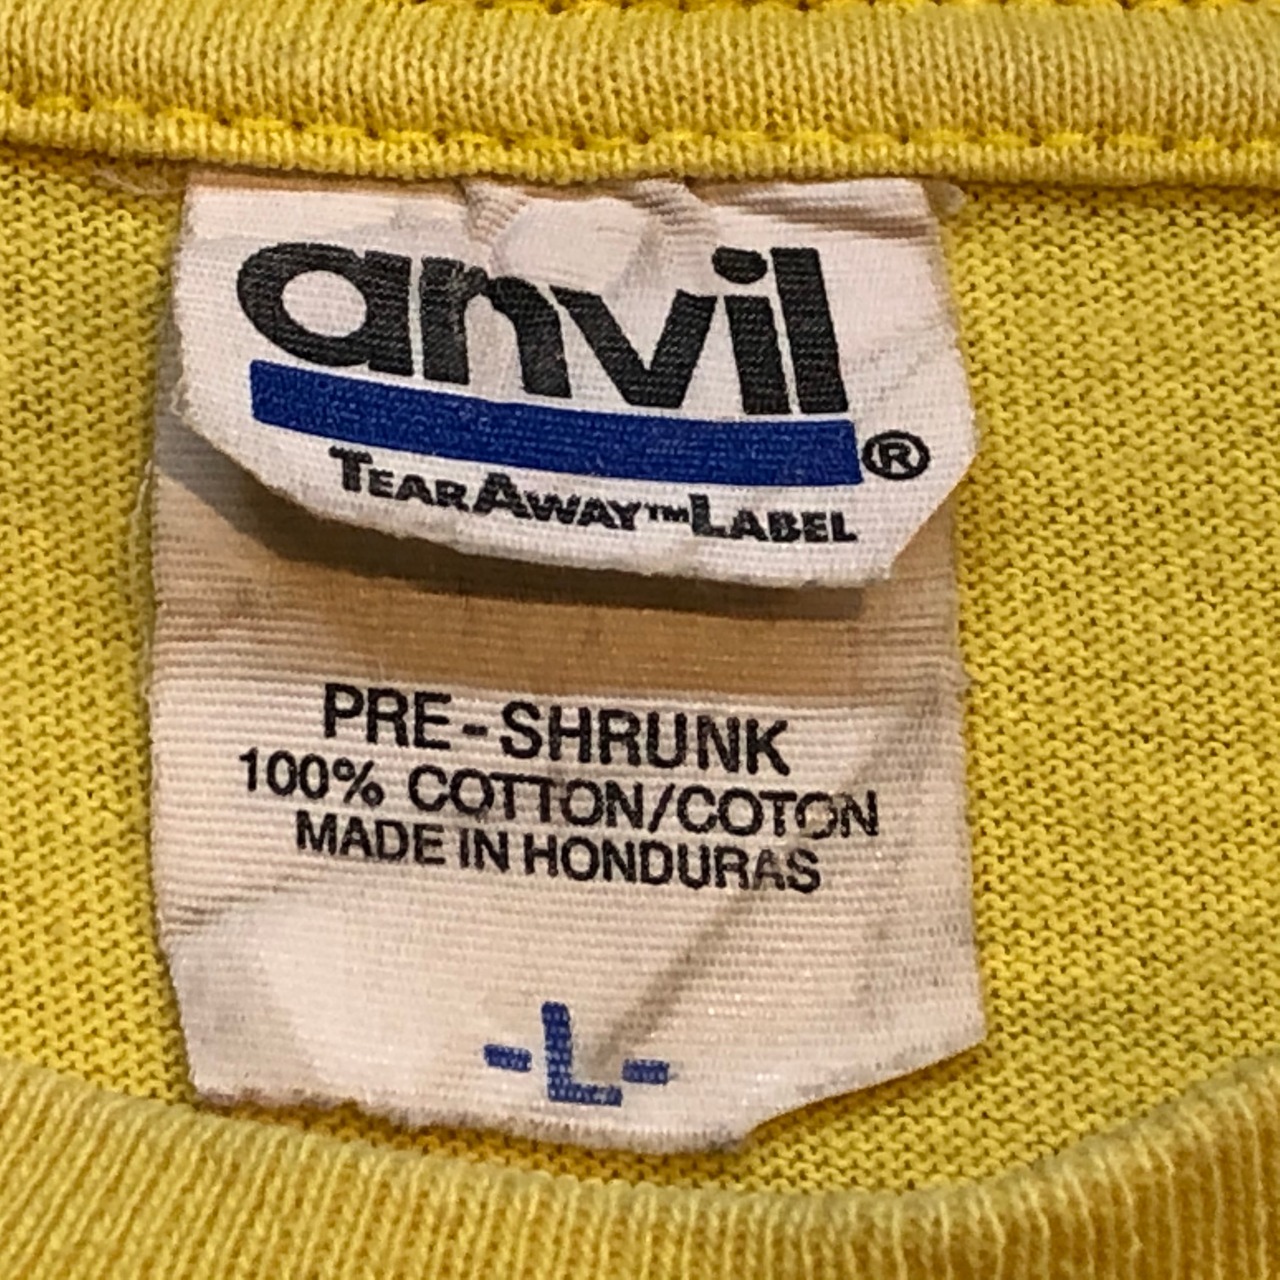 anvil®
TEARAWAY™LABEL
PRE-SHRUNK
100% COTTON/COTON
MADE IN HONDURAS
-L-